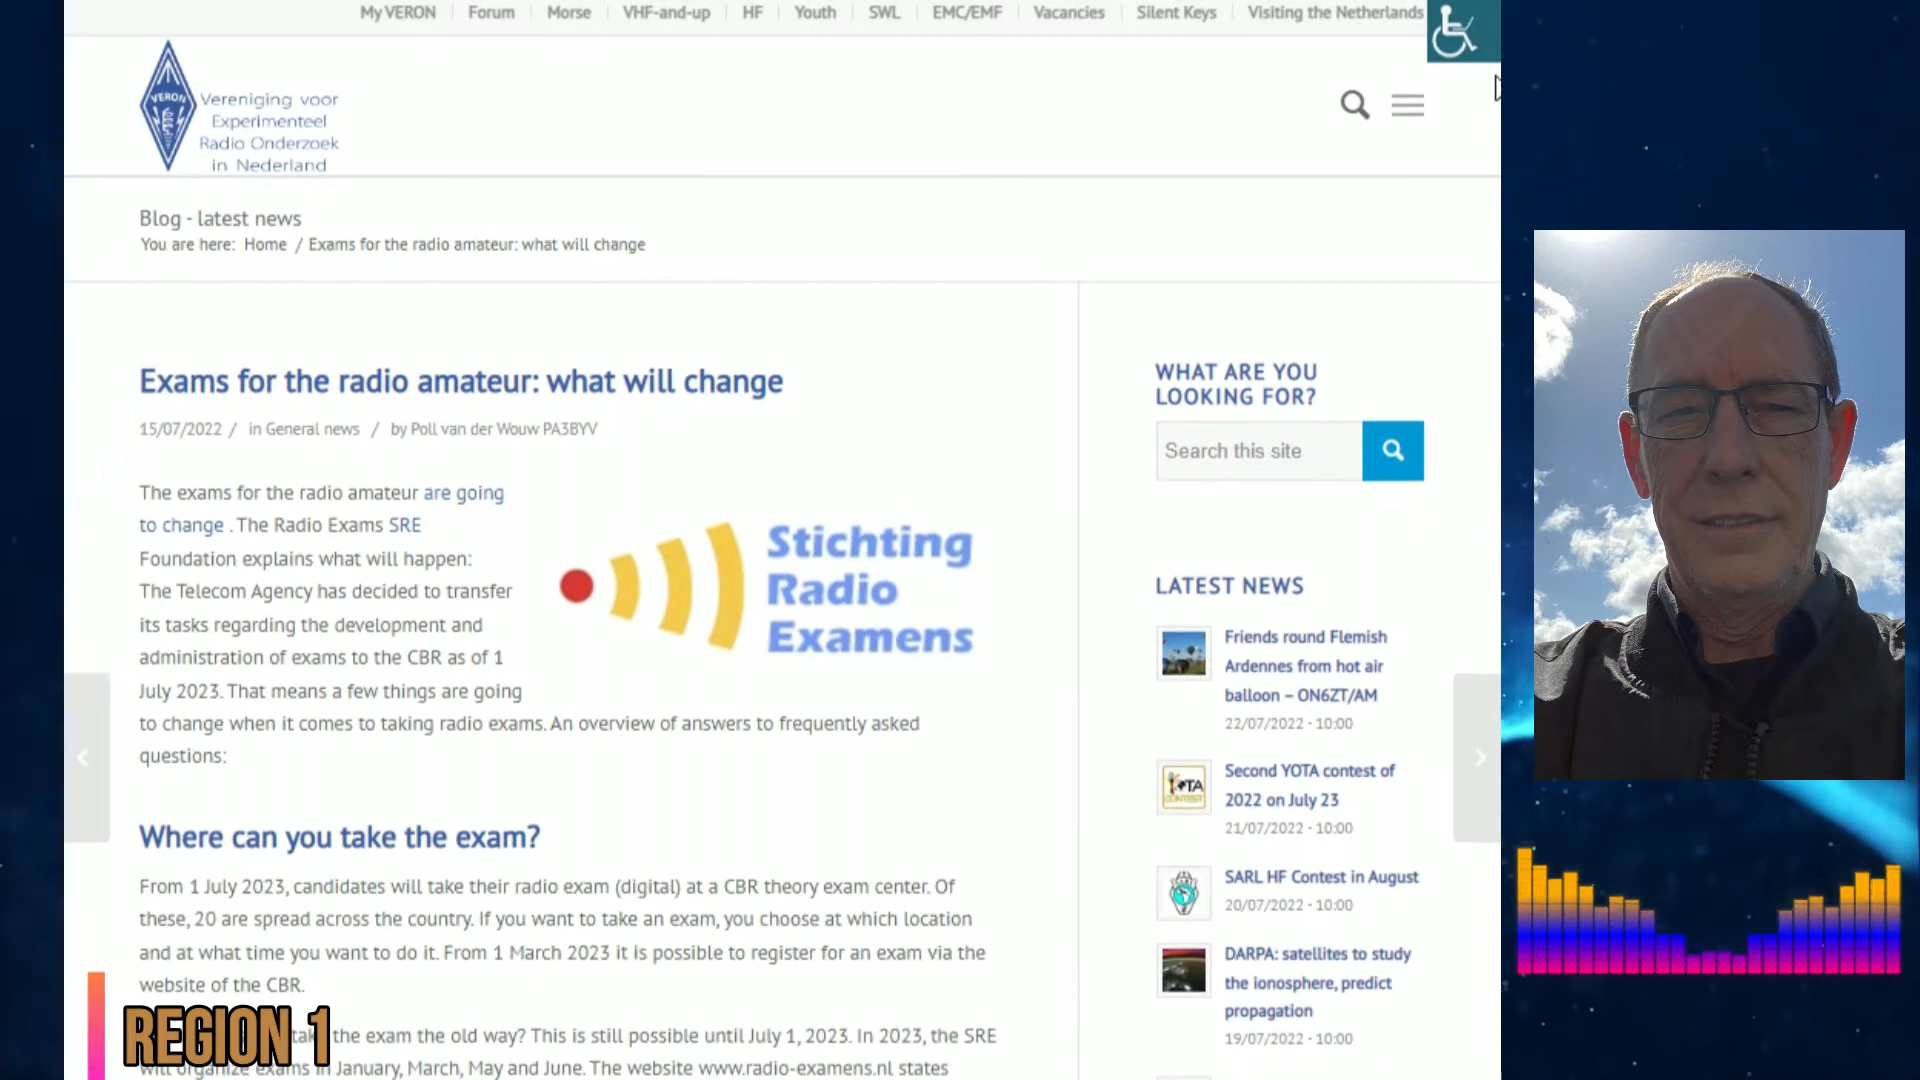 My VERON
Forum
Morse
VHF-and-up
HF
Youth
SWL
EMC/EMF
Vacancies
Silent Keys
Visiting the Netherlands
VERON
Vereniging voor
Experimenteel
Radio Onderzoek
in Nederland
Blog - latest news
You are here: Home / Exams for the radio amateur: what will change
Exams for the radio amateur: what will change
15/07/2022 / in General news / by Poll van der Wouw PA3BYV
The exams for the radio amateur are going
to change . The Radio Exams SRE
Foundation explains what will happen:
The Telecom Agency has decided to transfer
its tasks regarding the development and
administration of exams to the CBR as of 1
July 2023. That means a few things are going
to change when it comes to taking radio exams. An overview of answers to frequently asked
questions:
Stichting
Radio
Examens
Where can you take the exam?
From 1 July 2023, candidates will take their radio exam (digital) at a CBR theory exam center. Of
these, 20 are spread across the country. If you want to take an exam, you choose at which location
and at what time you want to do it. From 1 March 2023 it is possible to register for an exam via the
website of the CBR.
the exam the old way? This is still possible until July 1, 2023. In 2023, the SRE
will organize exams in January, March, May and June. The website www.radio-examens.nl states
REGION 1
WHAT ARE YOU
LOOKING FOR?
Search this site
LATEST NEWS
Friends round Flemish
Ardennes from hot air
balloon – ON6ZT/AM
22/07/2022 - 10:00
YOTA
CONTEST
Second YOTA contest of
2022 on July 23
21/07/2022 - 10:00
SARL HF Contest in August
20/07/2022 - 10:00
DARPA: satellites to study
the ionosphere, predict
propagation
19/07/2022 - 10:00